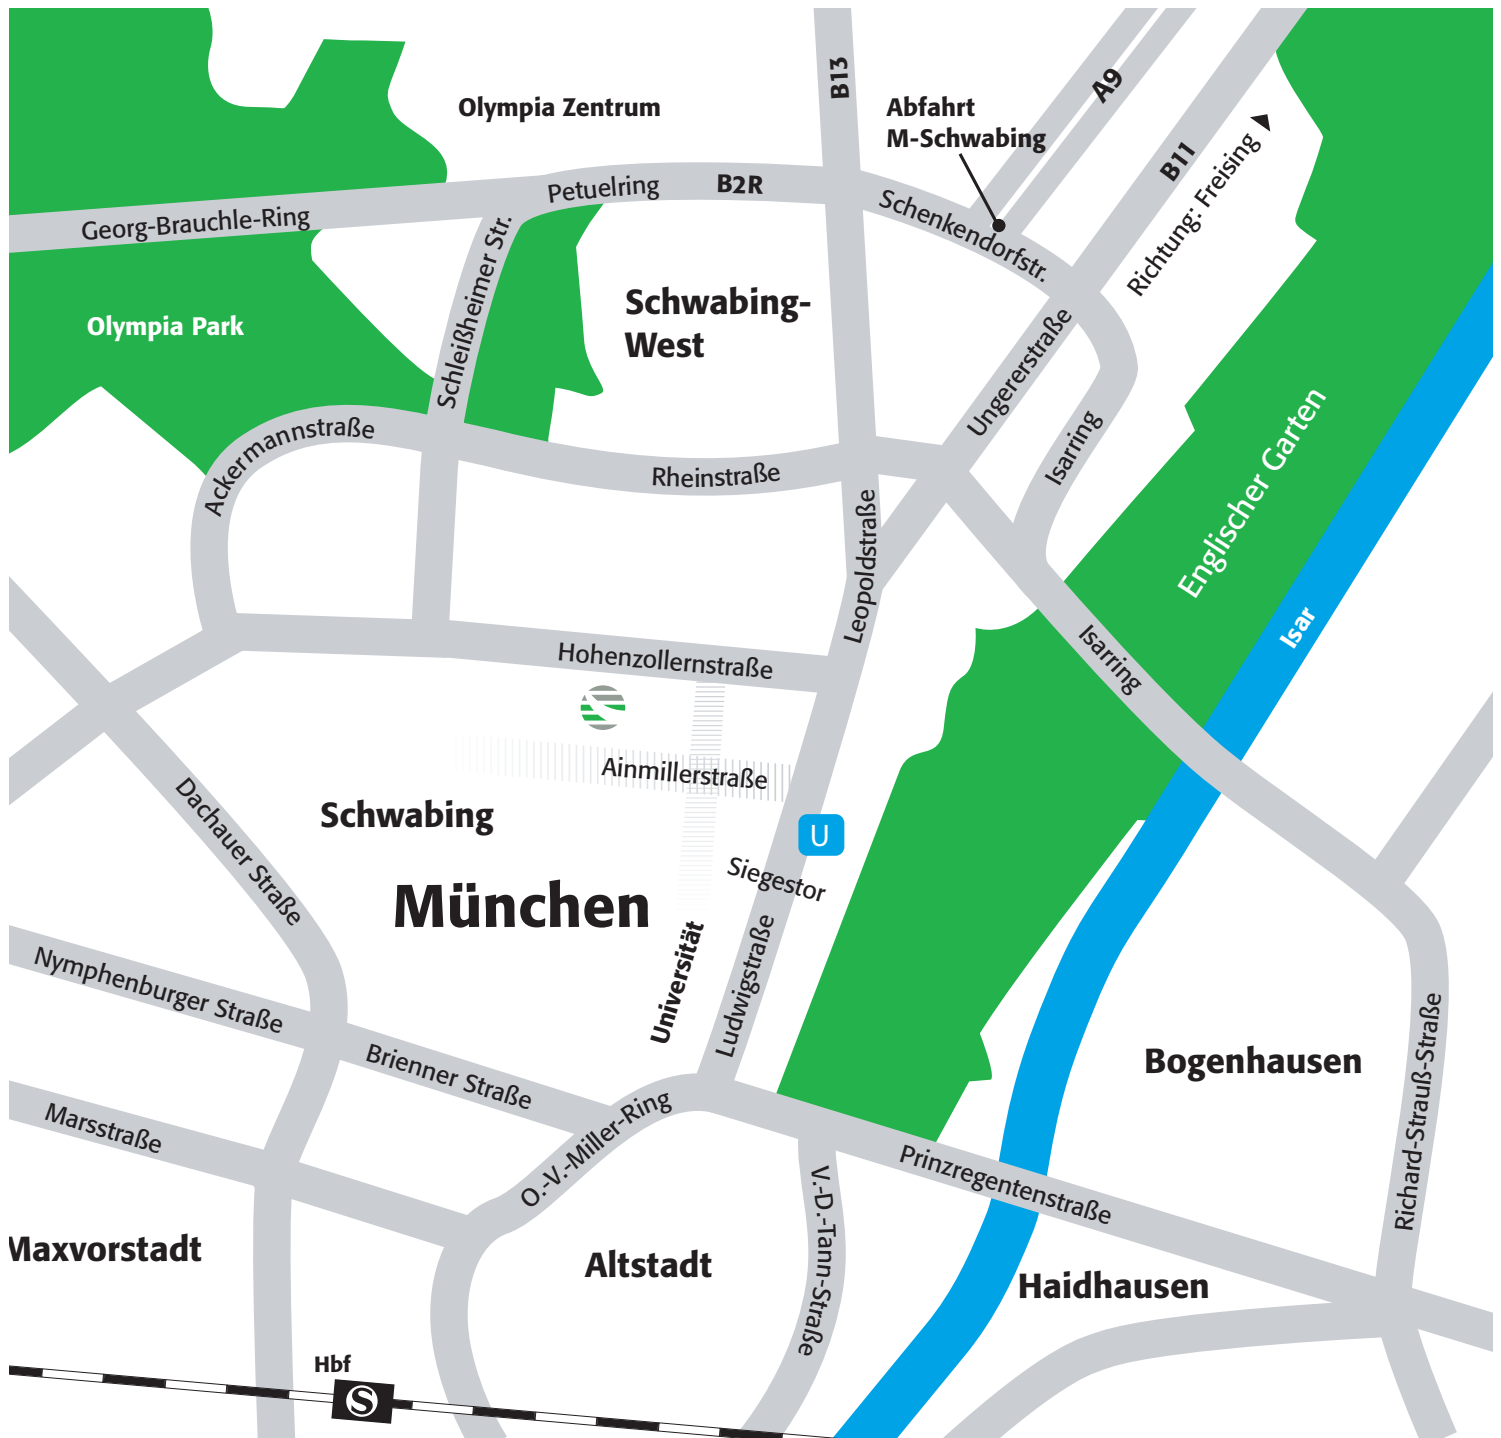 B13
A9
Olympia Zentrum
Abfahrt
M-Schwabing
B11
Richtung: Freising
Petuelring
B2R
Georg-Brauchle-Ring
Schenkendorfstr.
Schleißheimer Str.
Olympia Park
Schwabing-
West
Ungererstraße
Isarring
Ackermannstraße
Rheinstraße
Englischer Garten
Leopoldstraße
Isar
Isarring
Hohenzollernstraße
Ainmillerstraße
Dachauer Straße
Schwabing
U
Siegestor
München
Universität
Ludwigstraße
Nymphenburger Straße
Brienner Straße
Bogenhausen
Richard-Strauß-Straße
Marsstraße
O.-V.-Miller-Ring
V.-D.-Tann-Straße
Prinzregentenstraße
Maxvorstadt
Altstadt
Haidhausen
Hbf
S